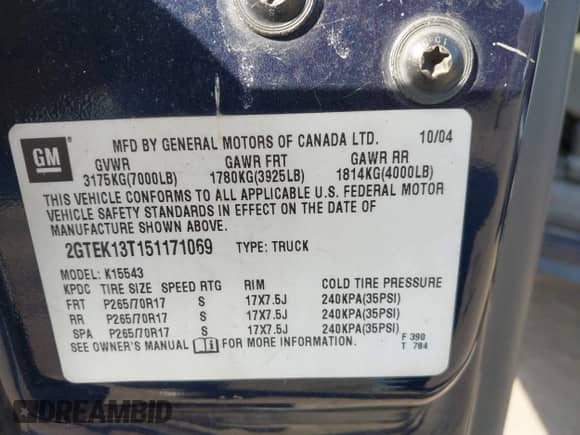 GM
MFD BY GENERAL MOTORS OF CANADA LTD. 10/04
GVWR GAWR FRT GAWR RR
3175KG(7000LB) 1780KG(3925LB) 1814KG(4000LB)
THIS VEHICLE CONFORMS TO ALL APPLICABLE U.S. FEDERAL MOTOR
VEHICLE SAFETY STANDARDS IN EFFECT ON THE DATE OF
MANUFACTURE SHOWN ABOVE.
2GTEK13T151171069 TYPE: TRUCK
MODEL: K15543
KPDC TIRE SIZE SPEED RTG RIM COLD TIRE PRESSURE
FRT P265/70R17 S 17X7.5J 240KPA(35PSI)
RR P265/70R17 S 17X7.5J 240KPA(35PSI)
SPA P265/70R17 S 17X7.5J 240KPA(35PSI)
SEE OWNER'S MANUAL FOR MORE INFORMATION.
F 390
T 784
DREAMBID